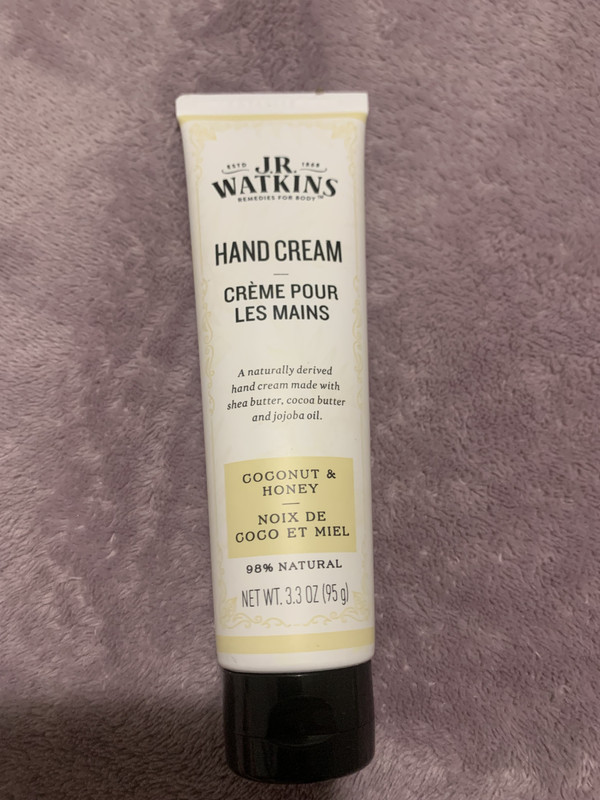 ESTD J.R. 1868
WATKINS
REMEDIES FOR BODY™
HAND CREAM
CRÈME POUR
LES MAINS
A naturally derived
hand cream made with
shea butter, cocoa butter
and jojoba oil.
COCONUT &
HONEY
NOIX DE
COCO ET MIEL
98% NATURAL
NET WT. 3.3 OZ (95 g)